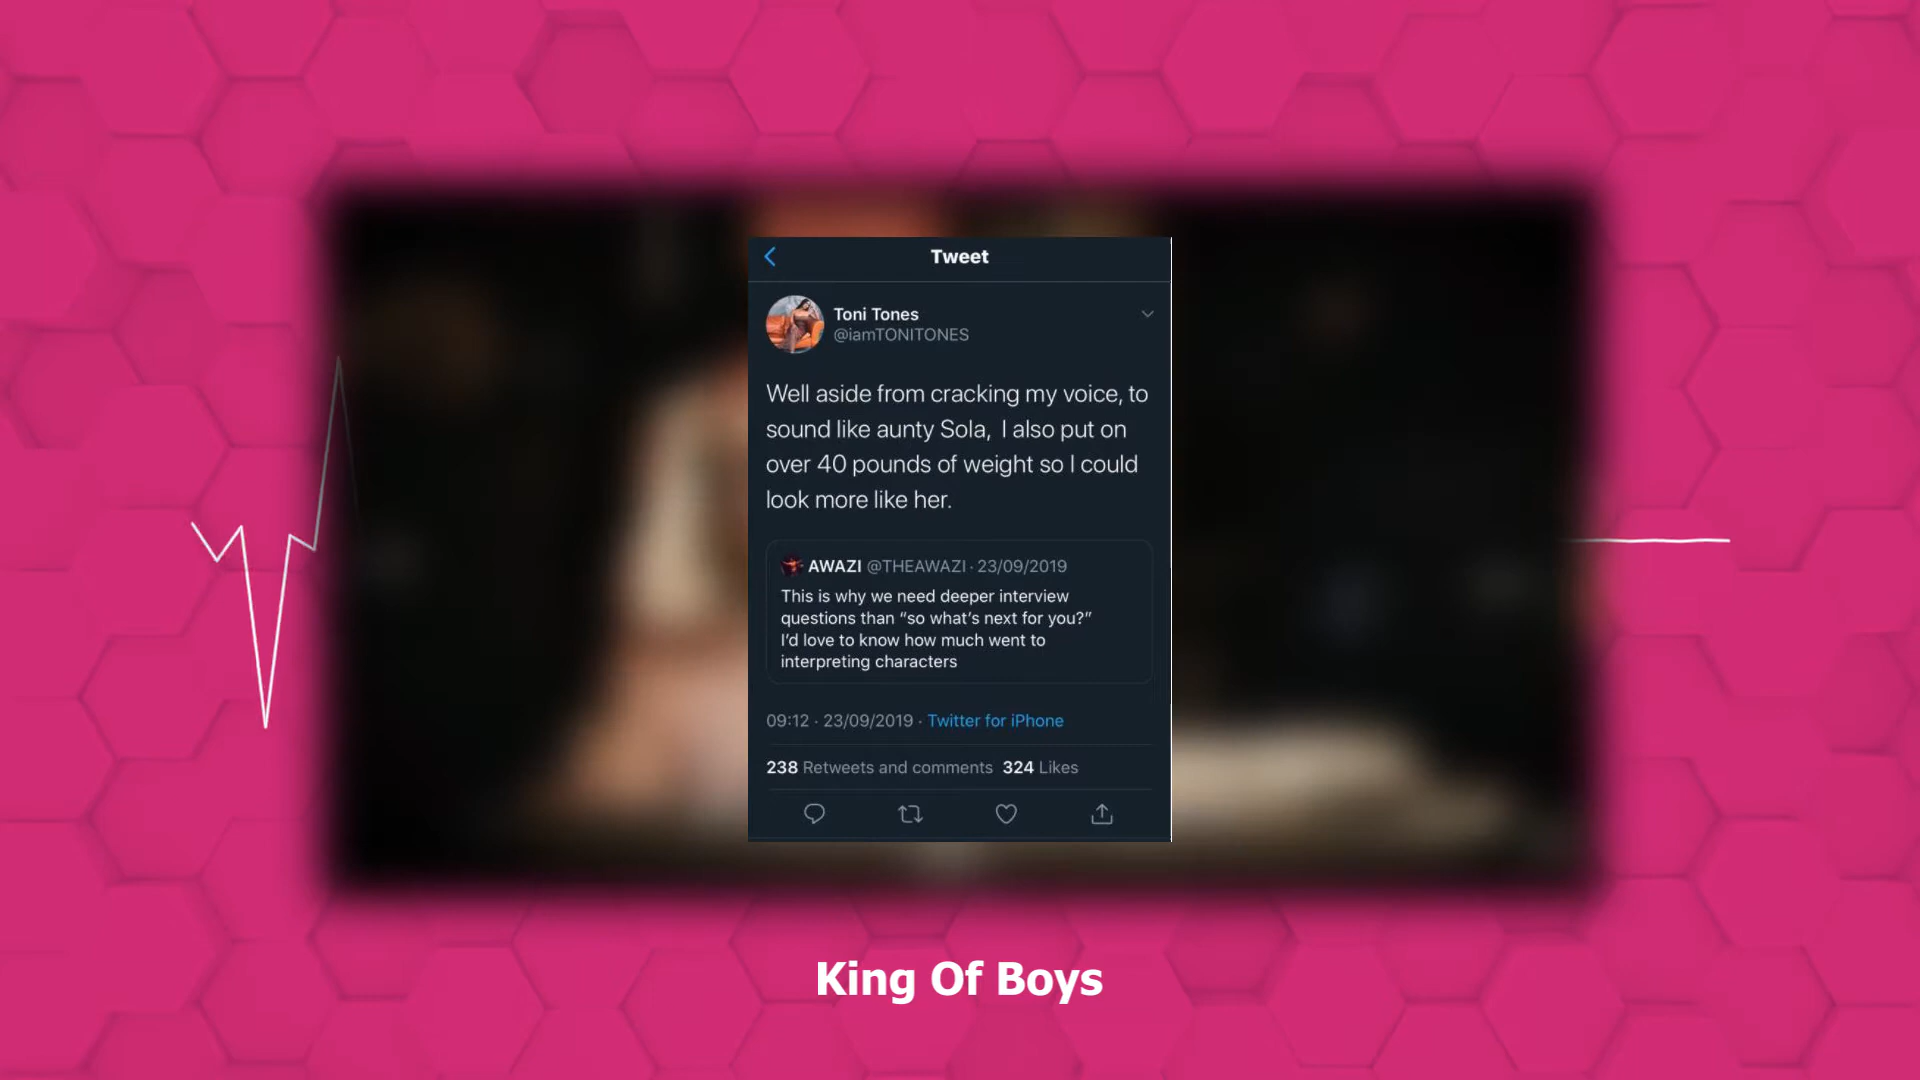 Tweet
Toni Tones
@iamTONITONES
Well aside from cracking my voice, to
sound like aunty Sola,  I also put on
over 40 pounds of weight so I could
look more like her.
AWAZI @THEAWAZI · 23/09/2019
This is why we need deeper interview
questions than “so what’s next for you?”
I’d love to know how much went to
interpreting characters
09:12 · 23/09/2019 · Twitter for iPhone
238 Retweets and comments 324 Likes
King Of Boys